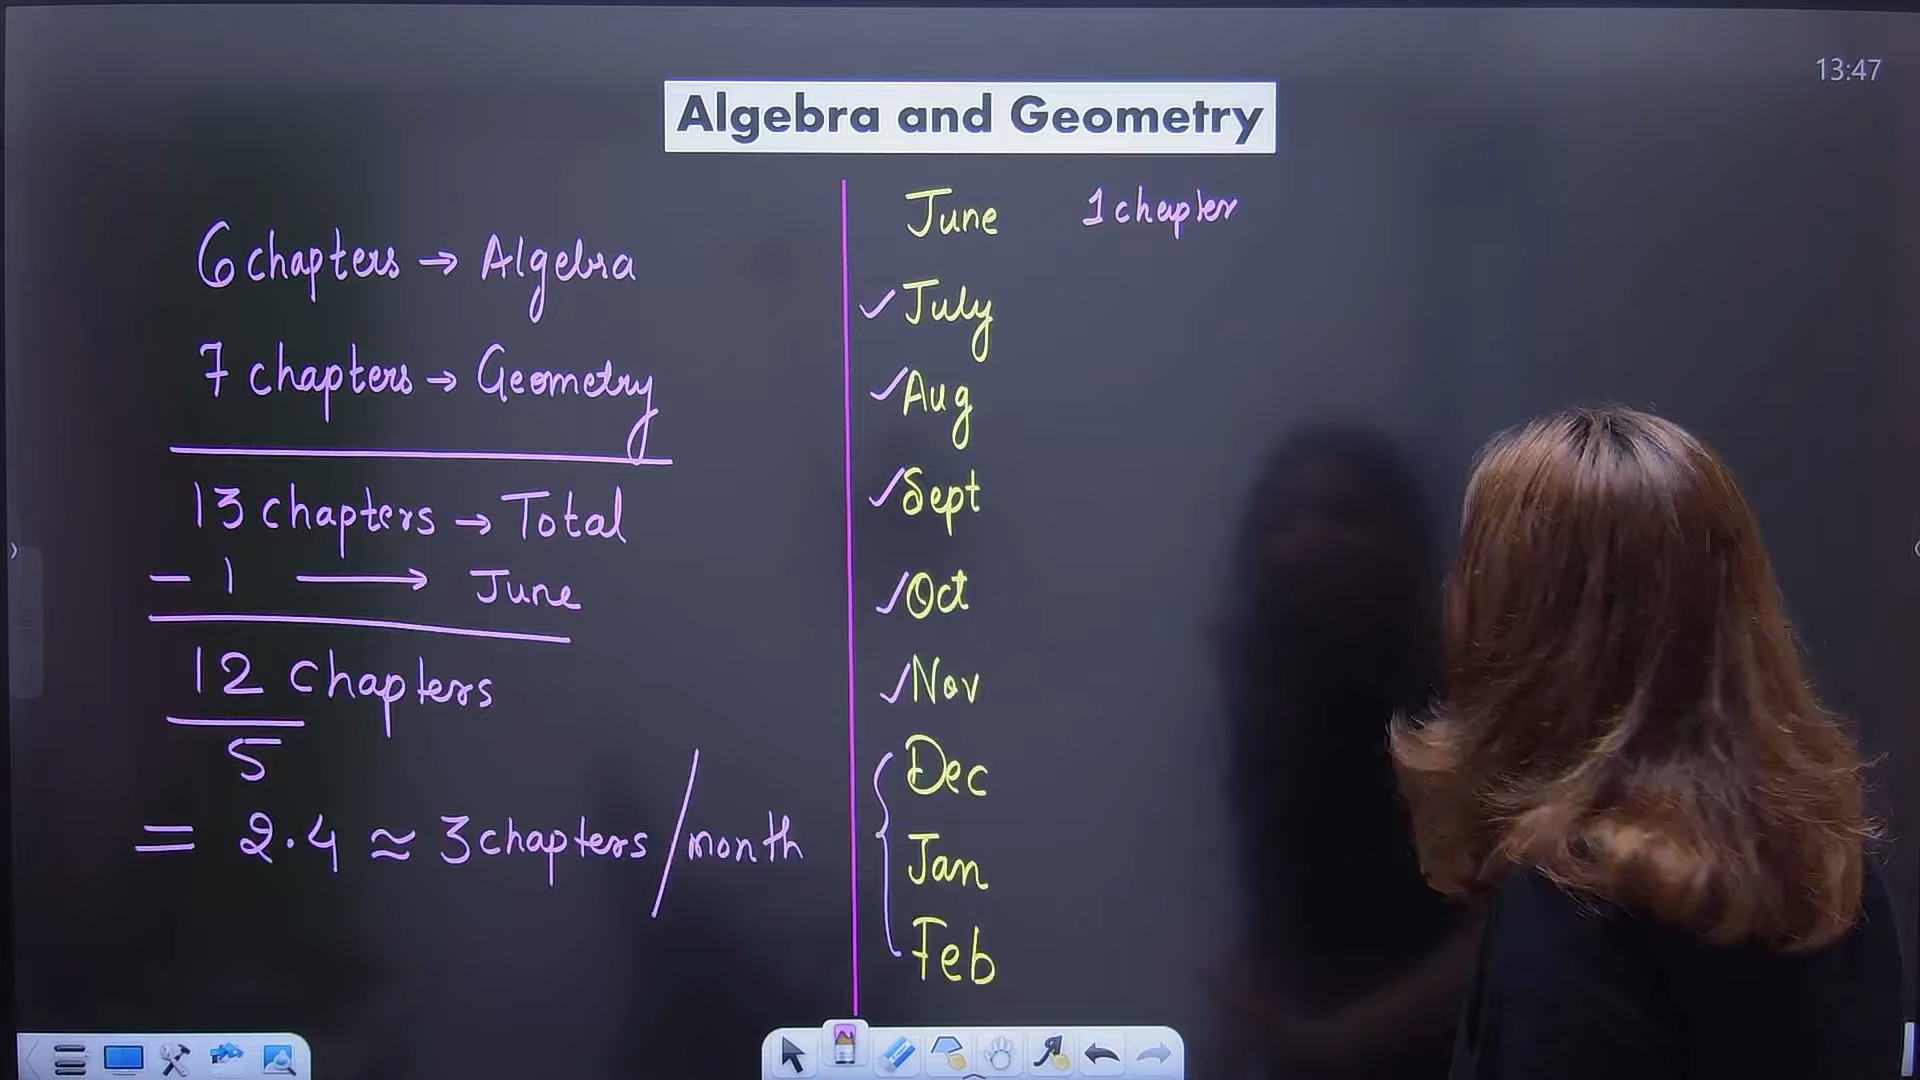 13:47
Algebra and Geometry
6 chapters → Algebra
7 chapters → Geometry
13 chapters → Total
- 1 → June
12 chapters
5
= 2.4 ≈ 3 chapters / month
June 1 chapter
✓ July
✓ Aug
✓ Sept
✓ Oct
✓ Nov
Dec
Jan
Feb